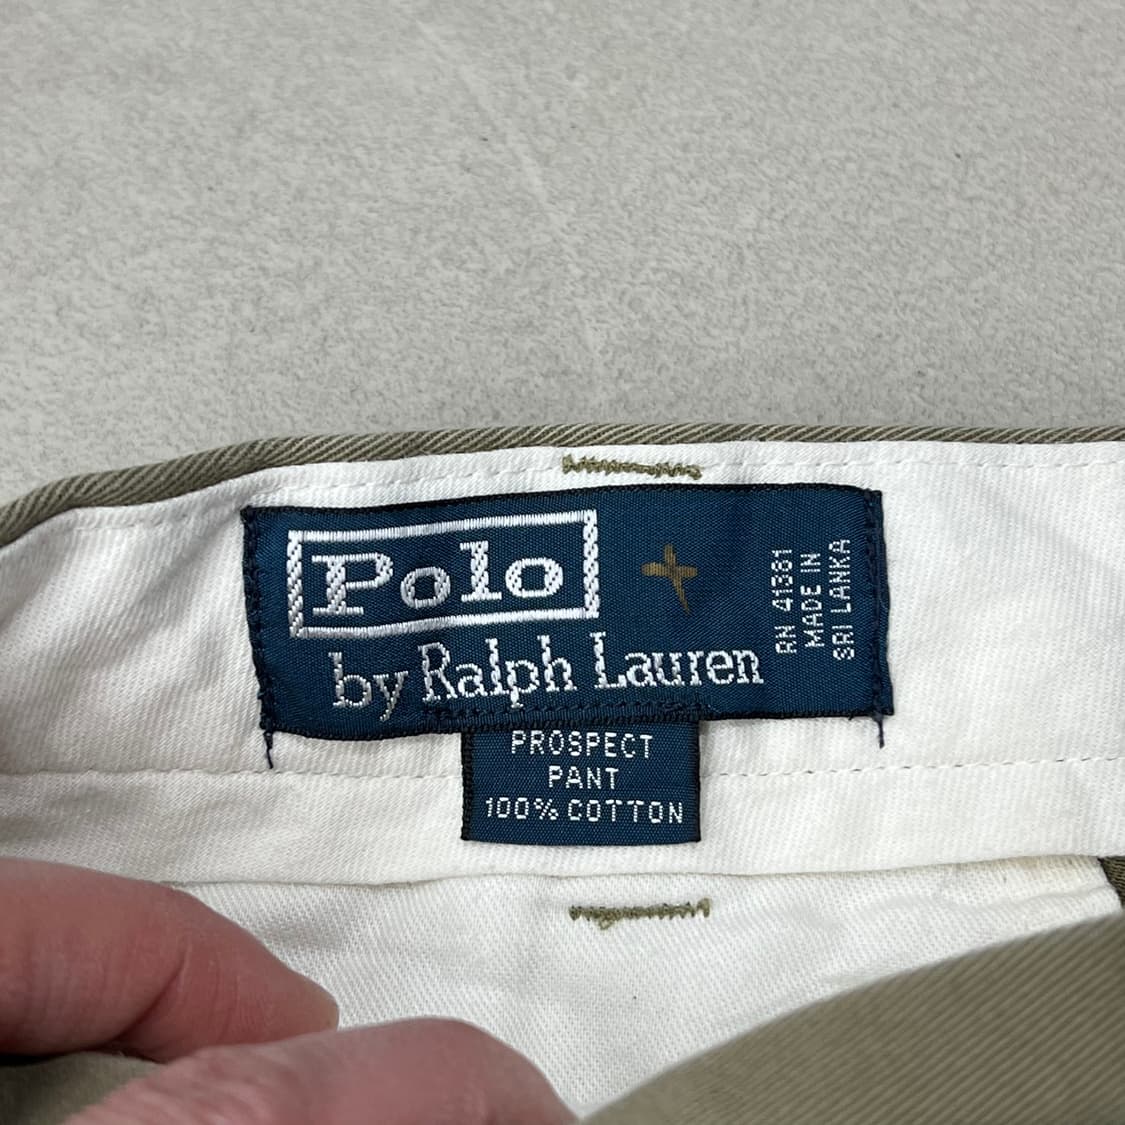 Polo
by Ralph Lauren
RN 41381
MADE IN
SRI LANKA
PROSPECT
PANT
100% COTTON